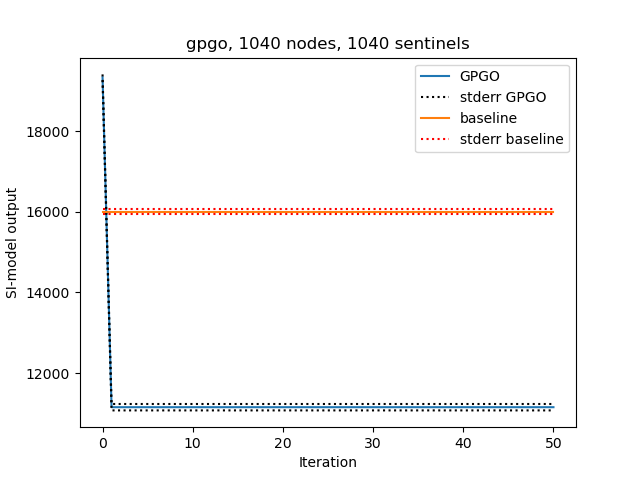 gpgo, 1040 nodes, 1040 sentinels
GPGO
stderr GPGO
baseline
stderr baseline
SI-model output
18000
16000
14000
12000
0 10 20 30 40 50
Iteration